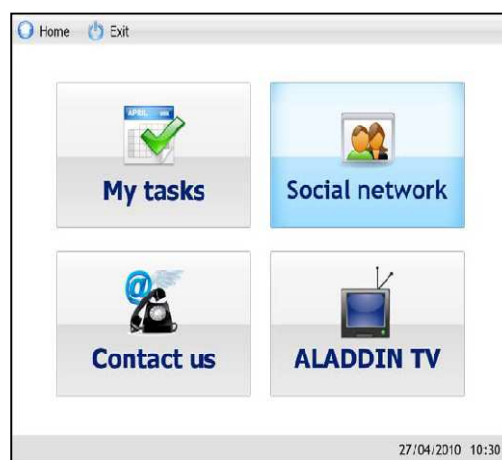 Home Exit
APRIL
My tasks
Social network
@
Contact us
ALADDIN TV
27/04/2010 10:30